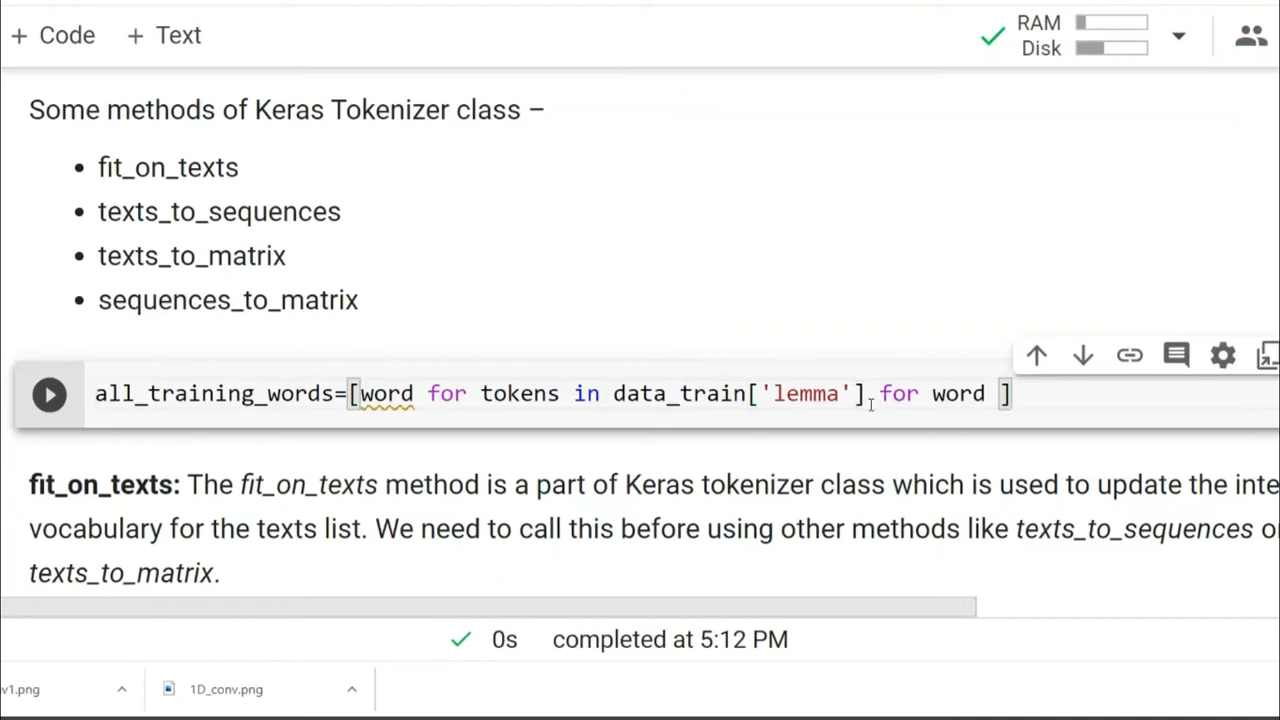 + Code + Text
RAM
Disk
Some methods of Keras Tokenizer class –
• fit_on_texts
• texts_to_sequences
• texts_to_matrix
• sequences_to_matrix
all_training_words=[word for tokens in data_train['lemma'] for word ]
fit_on_texts: The fit_on_texts method is a part of Keras tokenizer class which is used to update the inte
vocabulary for the texts list. We need to call this before using other methods like texts_to_sequences o
texts_to_matrix.
0s completed at 5:12 PM
v1.png 1D_conv.png